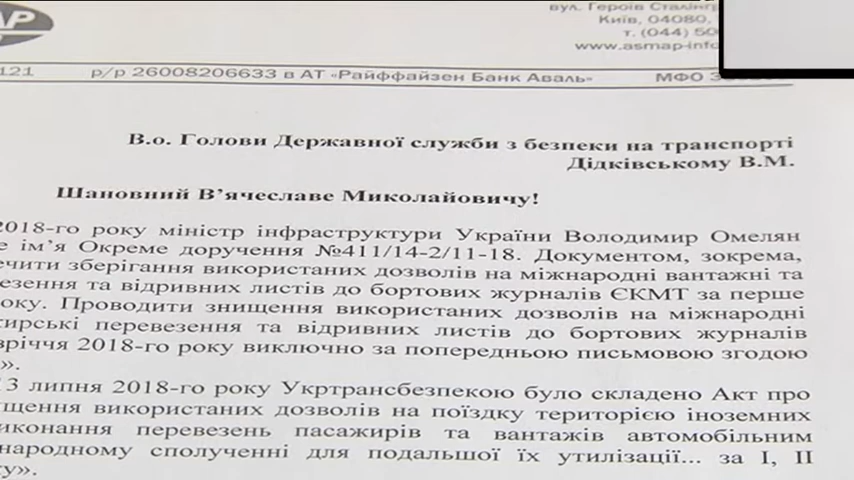 АР
вул. Героїв Сталінг
Київ, 04080,
т. (044) 50
www.asmap-info
121 р/р 26008206633 в АТ «Райффайзен Банк Аваль» МФО
В.о. Голови Державної служби з безпеки на транспорті
Дідківському В.М.
Шановний В’ячеславе Миколайовичу!
2018-го року міністр інфраструктури України Володимир Омелян
е ім’я Окреме доручення №411/14-2/11-18. Документом, зокрема,
ечити зберігання використаних дозволів на міжнародні вантажні та
езення та відривних листів до бортових журналів ЄКМТ за перше
оку. Проводити знищення використаних дозволів на міжнародні
жирські перевезення та відривних листів до бортових журналів
вріччя 2018-го року виключно за попередньою письмовою згодою
».
13 липня 2018-го року Укртрансбезпекою було складено Акт про
щення використаних дозволів на поїздку територією іноземних
иконання перевезень пасажирів та вантажів автомобільним
народному сполученні для подальшої їх утилізації... за І, ІІ
ку».